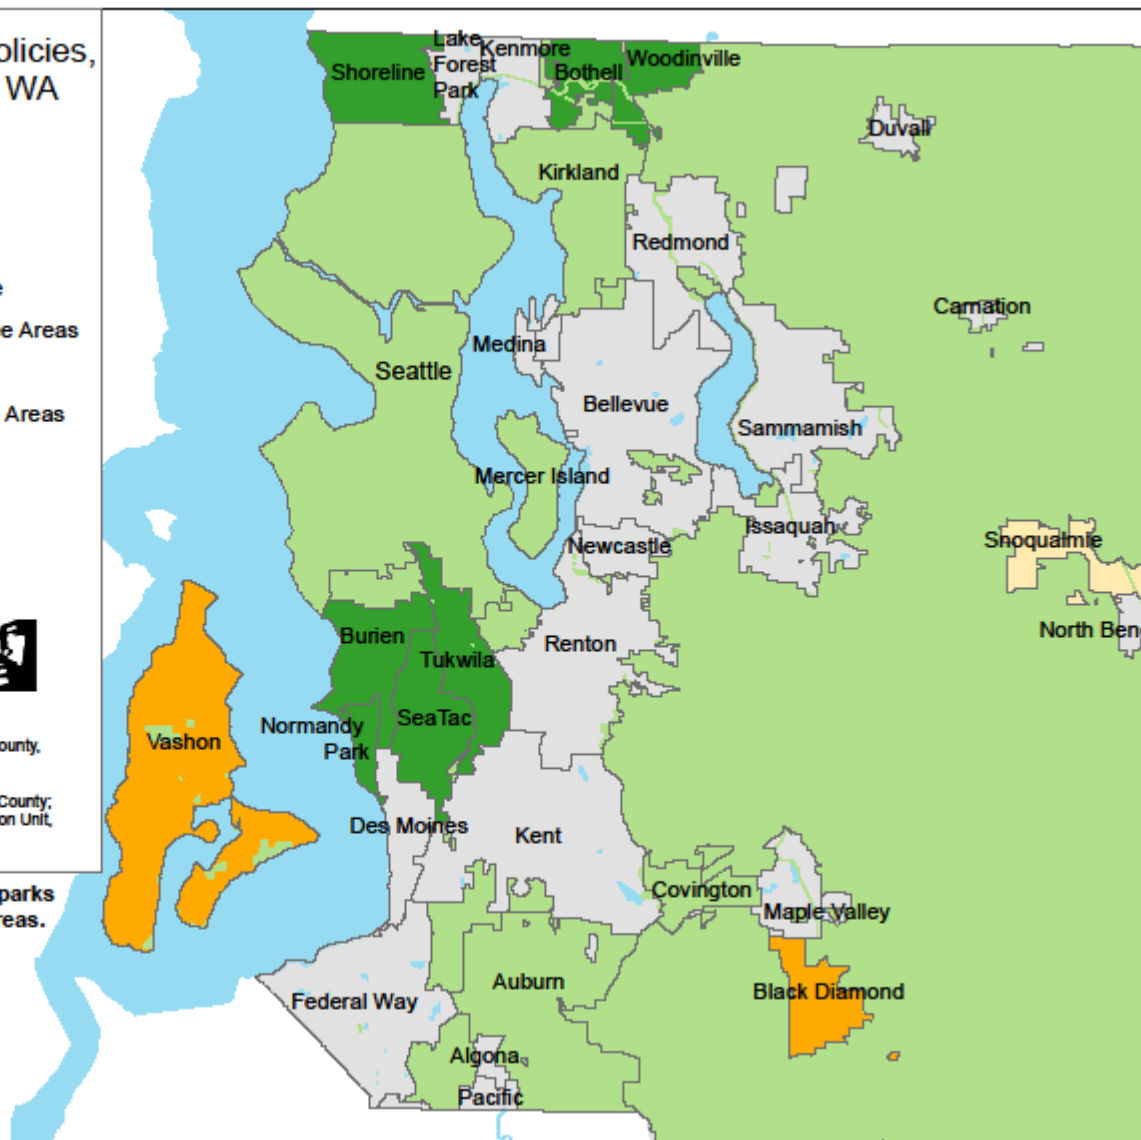 olicies,
WA
e
ee Areas
Areas
ounty,
County;
on Unit,
parks
reas.
Lake
Forest
Park
Kenmore
Shoreline
Bothell
Woodinville
Duvall
Kirkland
Redmond
Carnation
Medina
Seattle
Bellevue
Sammamish
Mercer Island
Issaquah
Newcastle
Snoqualmie
North Ben
Burien
Renton
Tukwila
SeaTac
Normandy
Park
Vashon
Des Moines
Kent
Covington
Maple Valley
Auburn
Black Diamond
Federal Way
Algona
Pacific